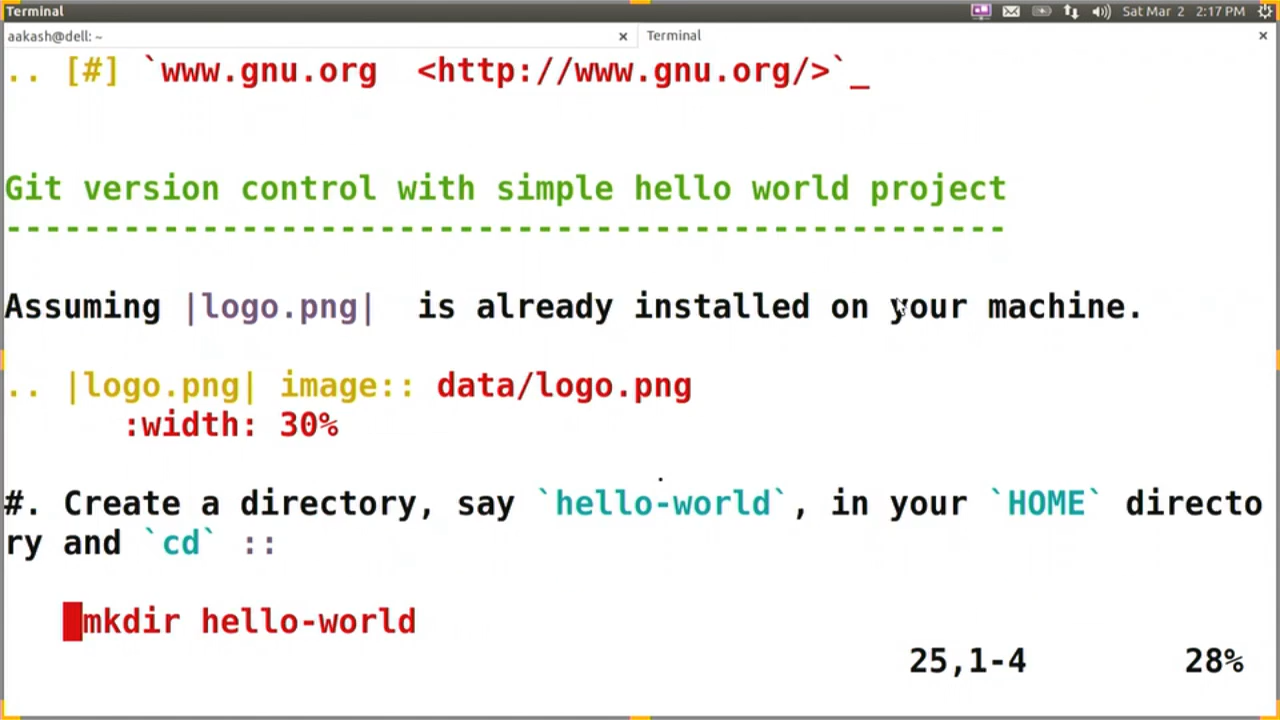 Terminal
Sat Mar 2 2:17 PM
aakash@dell: ~ × Terminal ×
.. [#] `www.gnu.org  <http://www.gnu.org/>`_
Git version control with simple hello world project
---------------------------------------------------
Assuming |logo.png|  is already installed on your machine.
.. |logo.png| image:: data/logo.png
      :width: 30%
#. Create a directory, say `hello-world`, in your `HOME` directo
ry and `cd` ::
    mkdir hello-world
25,1-4 28%